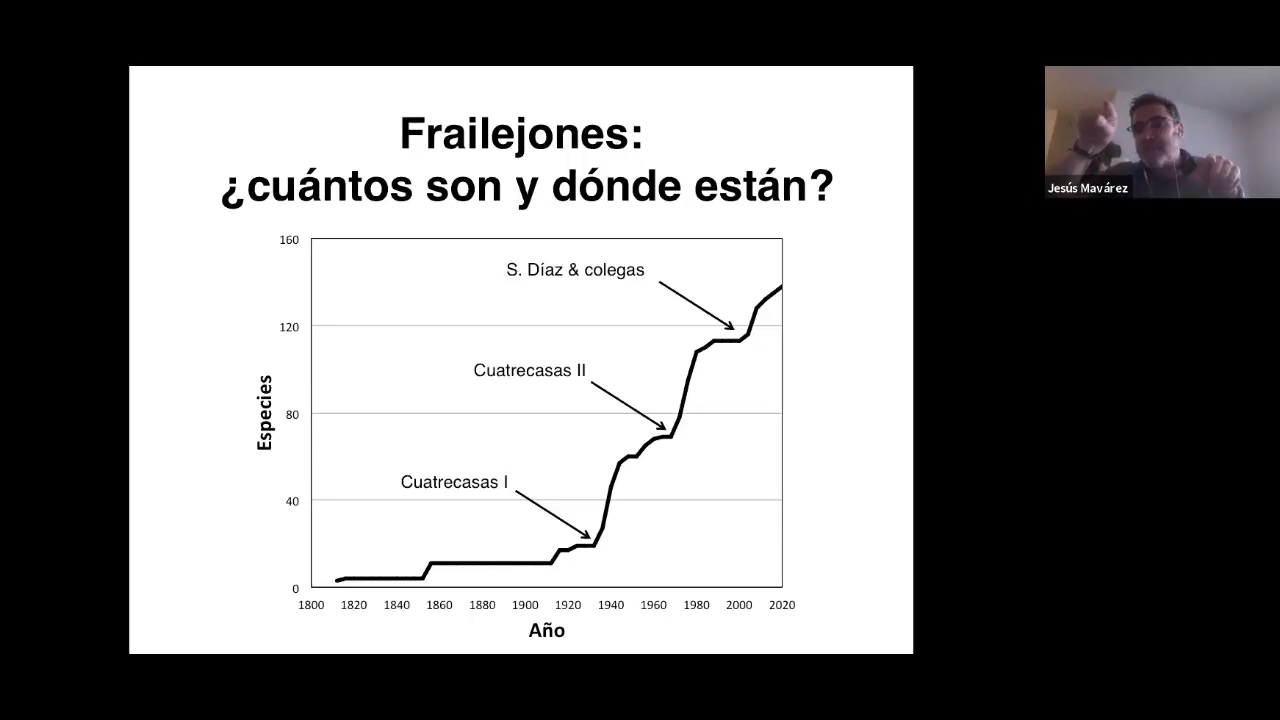 Frailejones:
¿cuántos son y dónde están?
160
120
80
40
0
Especies
S. Díaz & colegas
Cuatrecasas II
Cuatrecasas I
1800 1820 1840 1860 1880 1900 1920 1940 1960 1980 2000 2020
Año
Jesús Mavárez